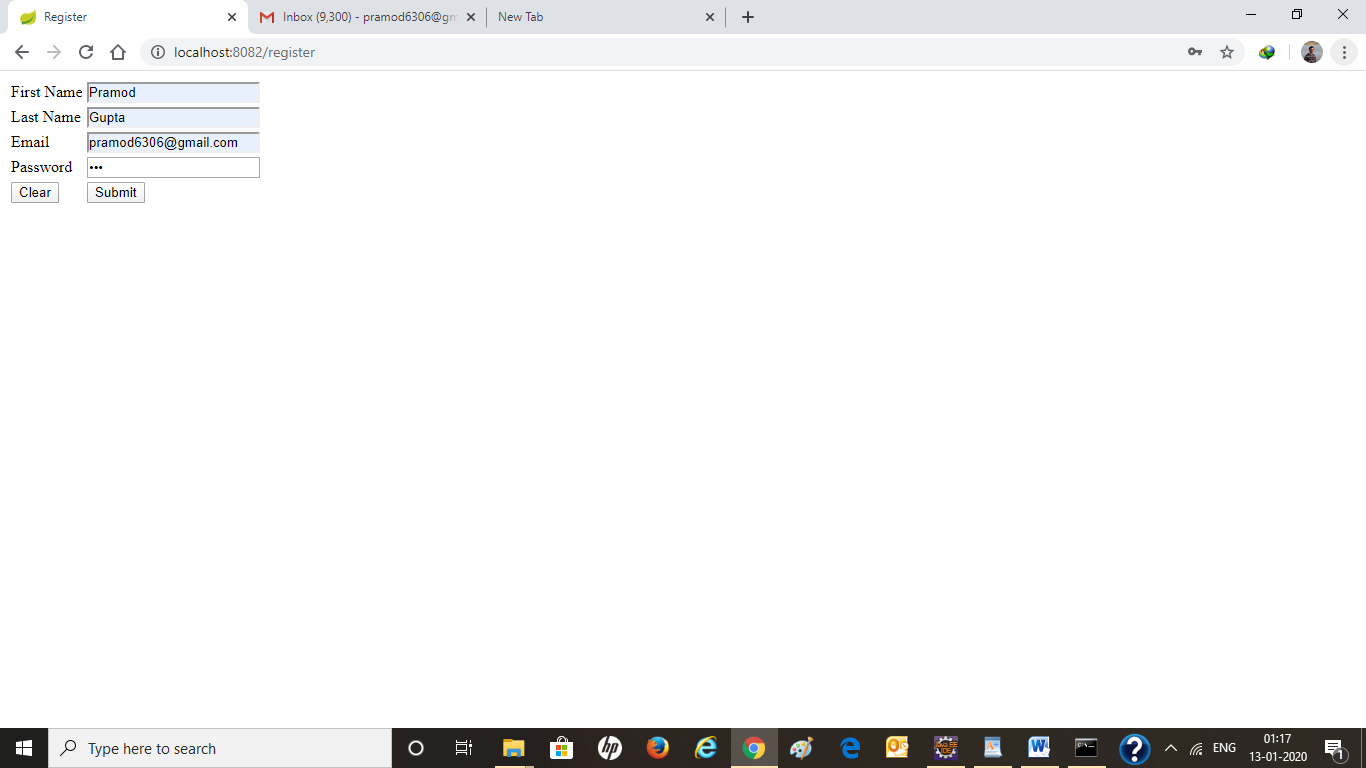 Register
Inbox (9,300) - pramod6306@gm
New Tab
localhost:8082/register
First Name Pramod
Last Name Gupta
Email pramod6306@gmail.com
Password •••
Clear Submit
Type here to search
ENG
01:17
13-01-2020
1